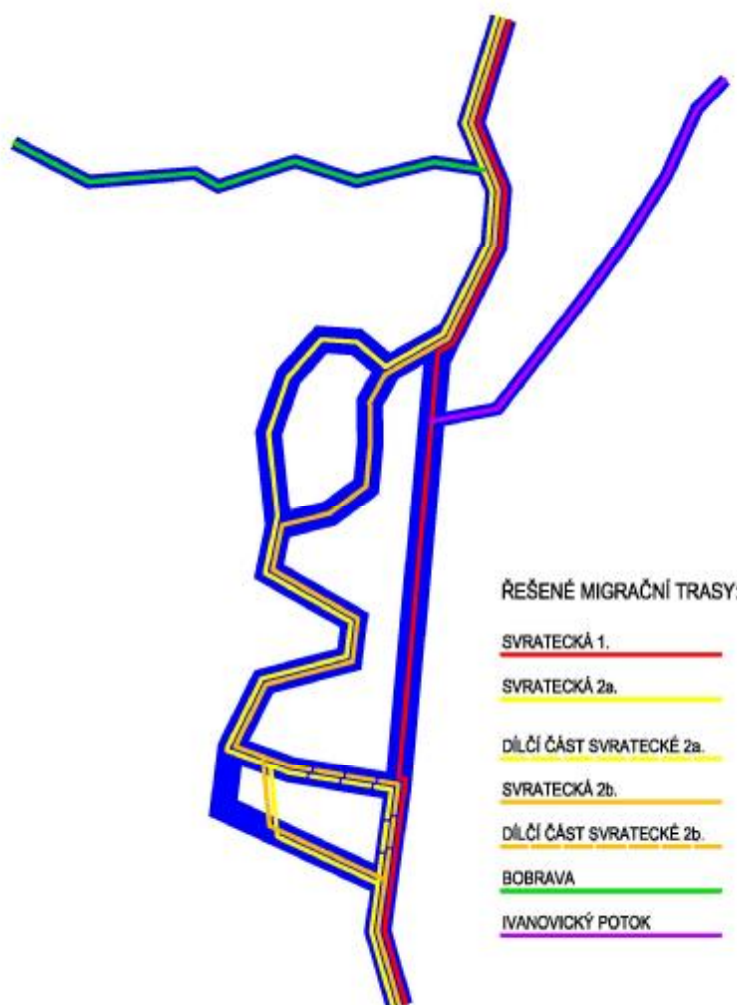 ŘEŠENÉ MIGRAČNÍ TRASY:
SVRATECKÁ 1.
SVRATECKÁ 2a.
DÍLČÍ ČÁST SVRATECKÉ 2a.
SVRATECKÁ 2b.
DÍLČÍ ČÁST SVRATECKÉ 2b.
BOBRAVA
IVANOVICKÝ POTOK